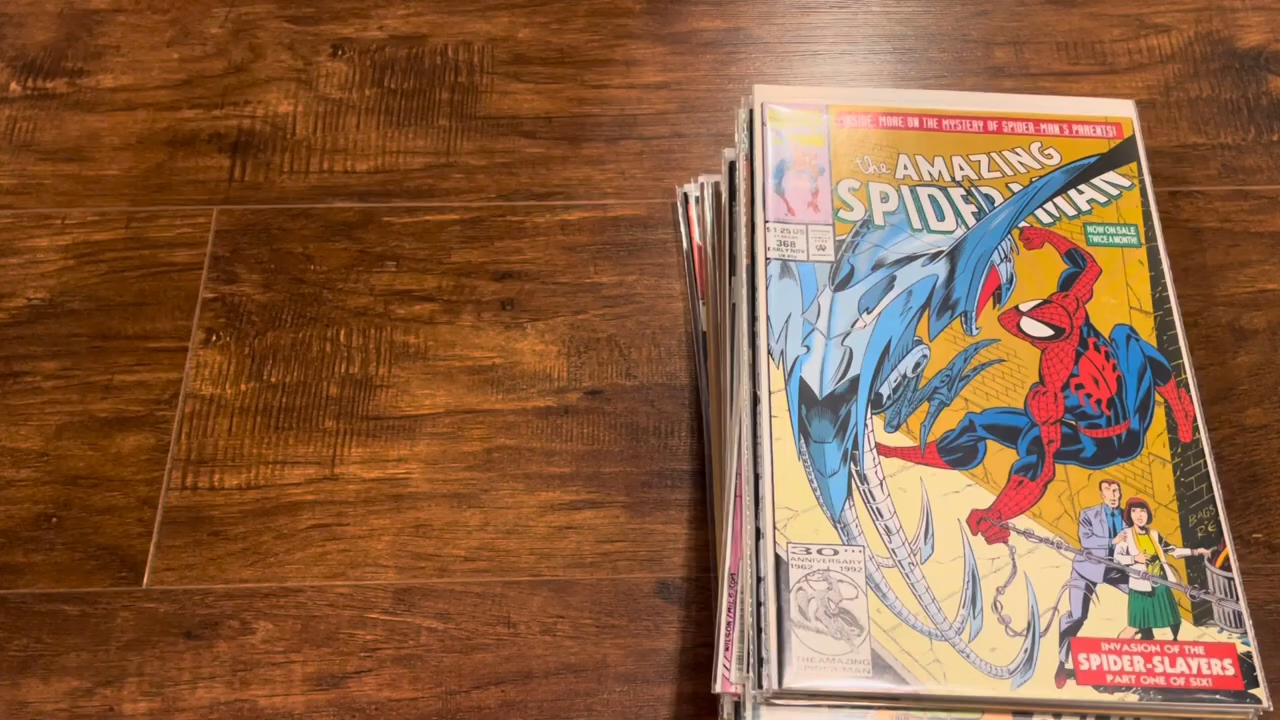 INSIDE: MORE ON THE MYSTERY OF SPIDER-MAN'S PARENTS!
the AMAZING
SPIDER-MAN
$1.25 US
368
EARLY NOV
NOW ON SALE
TWICE A MONTH!
BAGS
R.E
30TH
ANNIVERSARY
1962 1992
THE AMAZING
SPIDER-MAN
INVASION OF THE
SPIDER-SLAYERS
PART ONE OF SIX!
WILSON/MILGROM